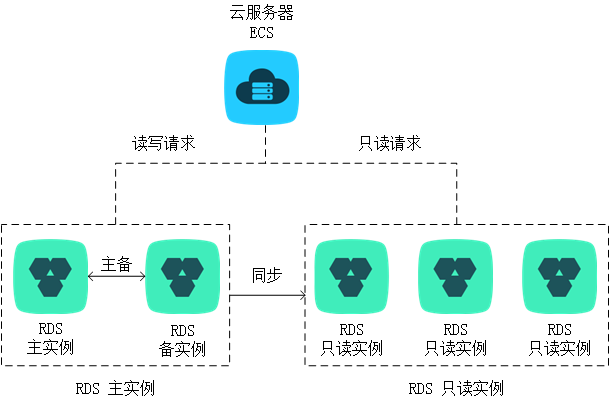 云服务器
ECS
读写请求
只读请求
主备
同步
RDS
主实例
RDS
备实例
RDS
只读实例
RDS
只读实例
RDS
只读实例
RDS 主实例
RDS 只读实例